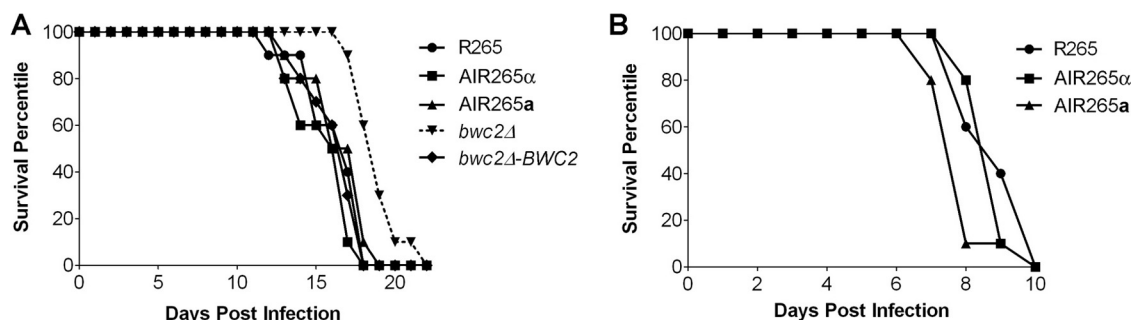 A
Survival Percentile
100
80
60
40
20
0
0 5 10 15 20
Days Post Infection
R265
AIR265α
AIR265a
bwc2Δ
bwc2Δ-BWC2
B
Survival Percentile
100
80
60
40
20
0
0 2 4 6 8 10
Days Post Infection
R265
AIR265α
AIR265a